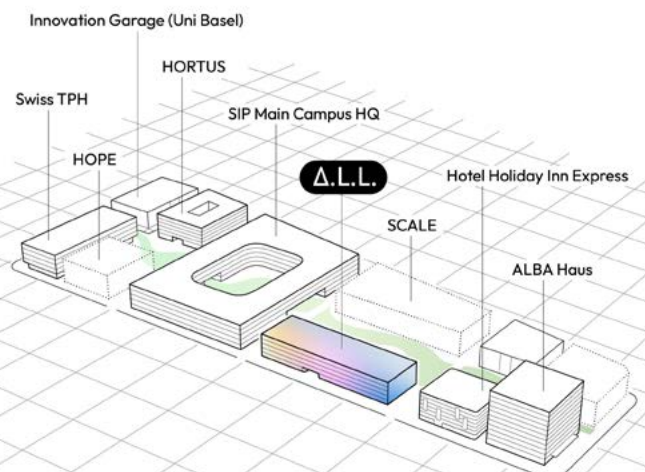 Innovation Garage (Uni Basel)
HORTUS
Swiss TPH
SIP Main Campus HQ
HOPE
Δ.L.L.
Hotel Holiday Inn Express
SCALE
ALBA Haus